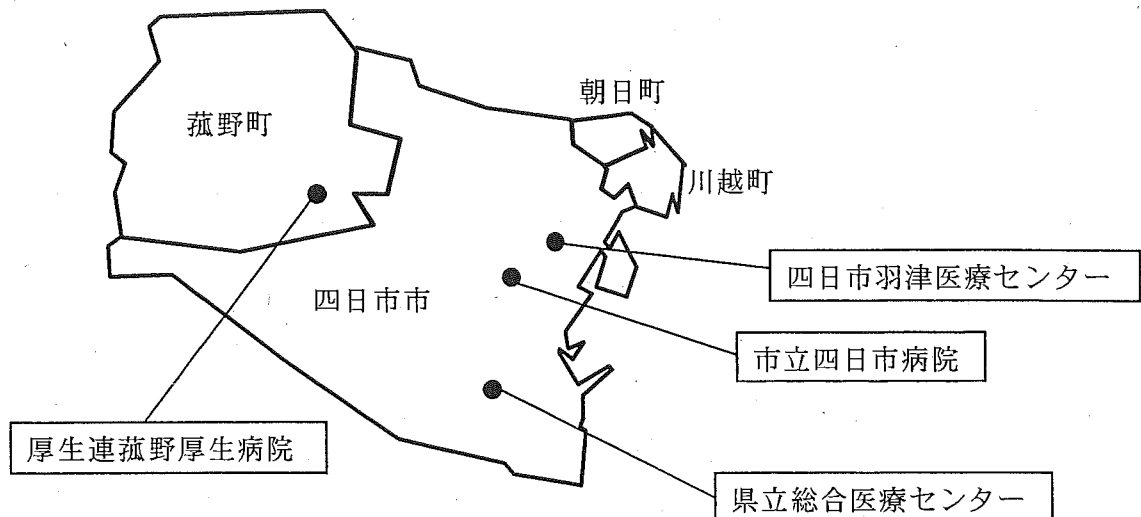 朝日町
菰野町
川越町
四日市羽津医療センター
四日市市
市立四日市病院
厚生連菰野厚生病院
県立総合医療センター